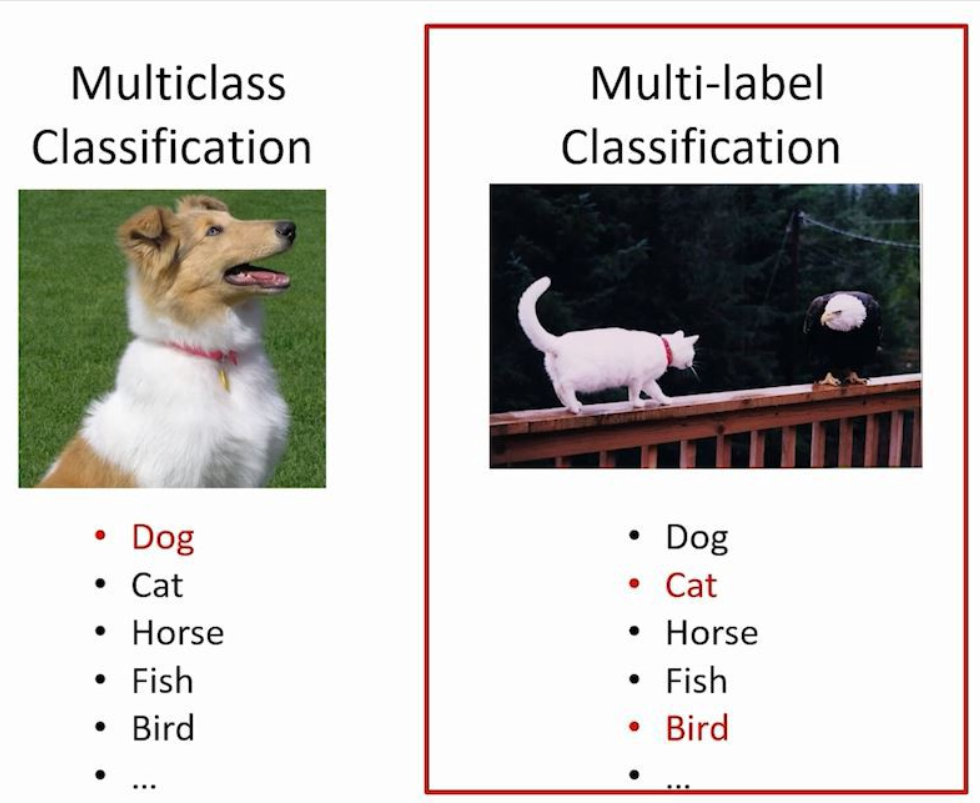 Multiclass
Classification
• Dog
• Cat
• Horse
• Fish
• Bird
• ...
Multi-label
Classification
• Dog
• Cat
• Horse
• Fish
• Bird
• ...